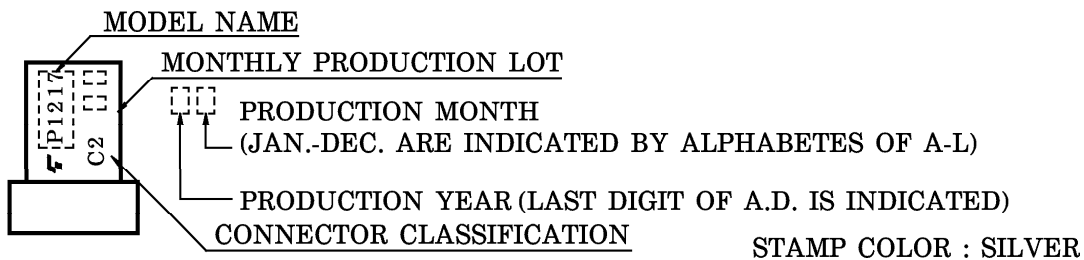 MODEL NAME
MONTHLY PRODUCTION LOT
PRODUCTION MONTH
(JAN.-DEC. ARE INDICATED BY ALPHABETES OF A-L)
PRODUCTION YEAR (LAST DIGIT OF A.D. IS INDICATED)
CONNECTOR CLASSIFICATION
STAMP COLOR : SILVER
P1217
C2